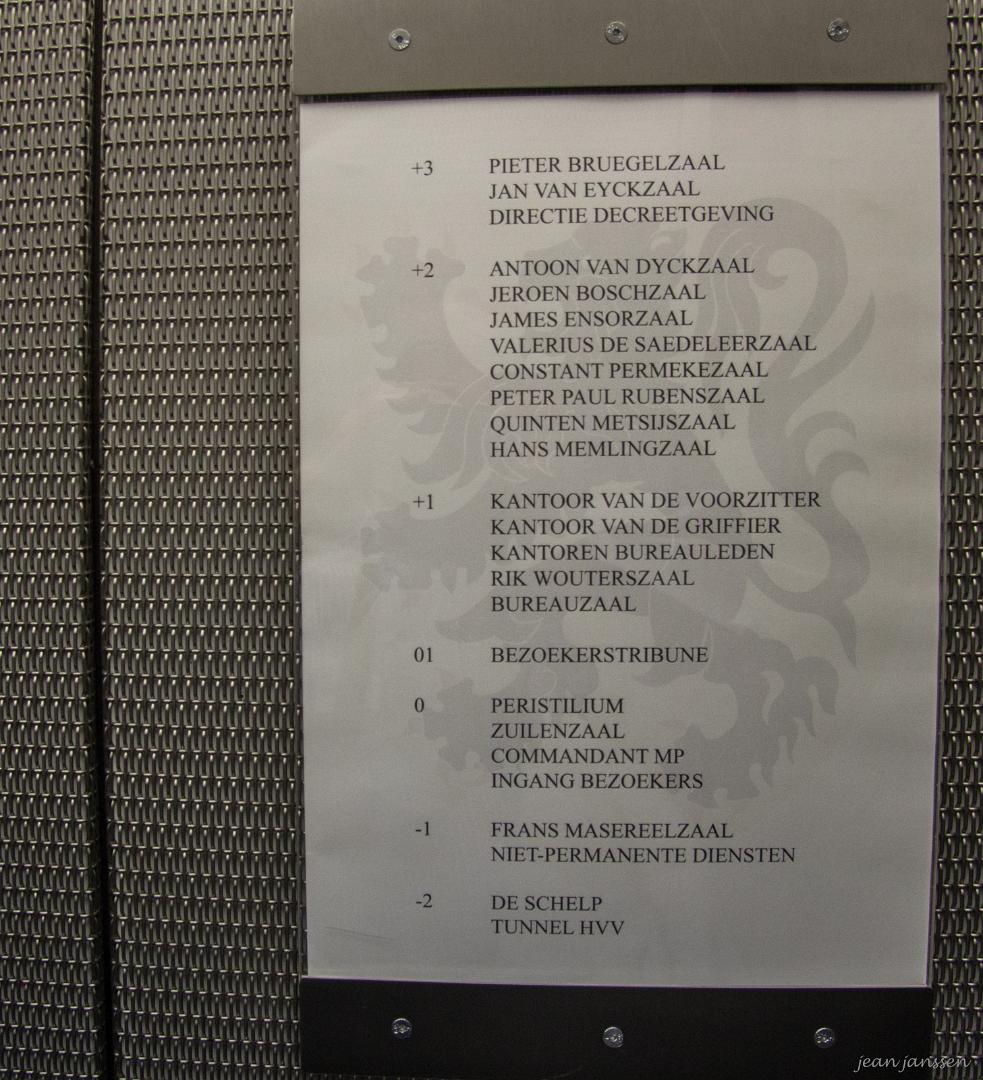 +3 PIETER BRUEGELZAAL
JAN VAN EYCKZAAL
DIRECTIE DECREETGEVING
+2 ANTOON VAN DYCKZAAL
JEROEN BOSCHZAAL
JAMES ENSORZAAL
VALERIUS DE SAEDELEERZAAL
CONSTANT PERMEKEZAAL
PETER PAUL RUBENSZAAL
QUINTEN METSIJSZAAL
HANS MEMLINGZAAL
+1 KANTOOR VAN DE VOORZITTER
KANTOOR VAN DE GRIFFIER
KANTOREN BUREAULEDEN
RIK WOUTERSZAAL
BUREAUZAAL
01 BEZOEKERSTRIBUNE
0 PERISTILIUM
ZUILENZAAL
COMMANDANT MP
INGANG BEZOEKERS
-1 FRANS MASEREELZAAL
NIET-PERMANENTE DIENSTEN
-2 DE SCHELP
TUNNEL HVV
jean janssen